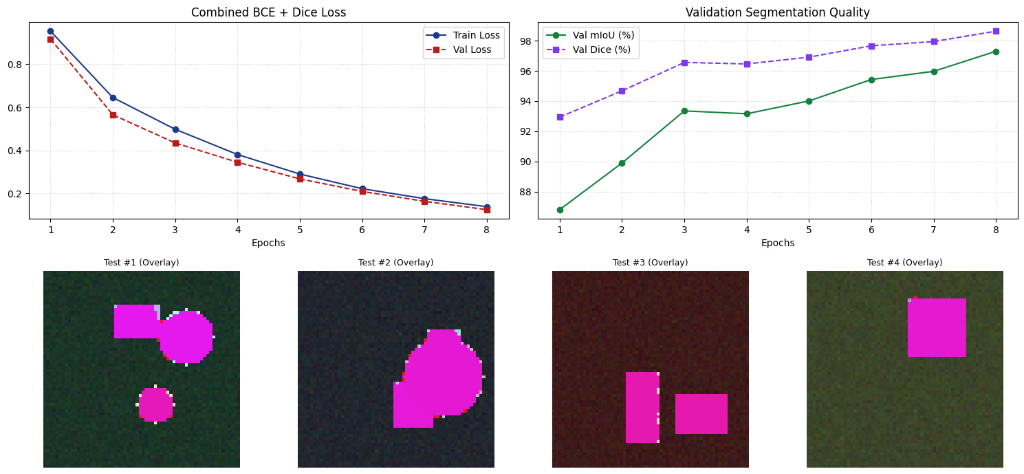 Combined BCE + Dice Loss
Train Loss
Val Loss
0.8
0.6
0.4
0.2
1 2 3 4 5 6 7 8
Epochs
Validation Segmentation Quality
Val mIoU (%)
Val Dice (%)
98
96
94
92
90
88
1 2 3 4 5 6 7 8
Epochs
Test #1 (Overlay)
Test #2 (Overlay)
Test #3 (Overlay)
Test #4 (Overlay)